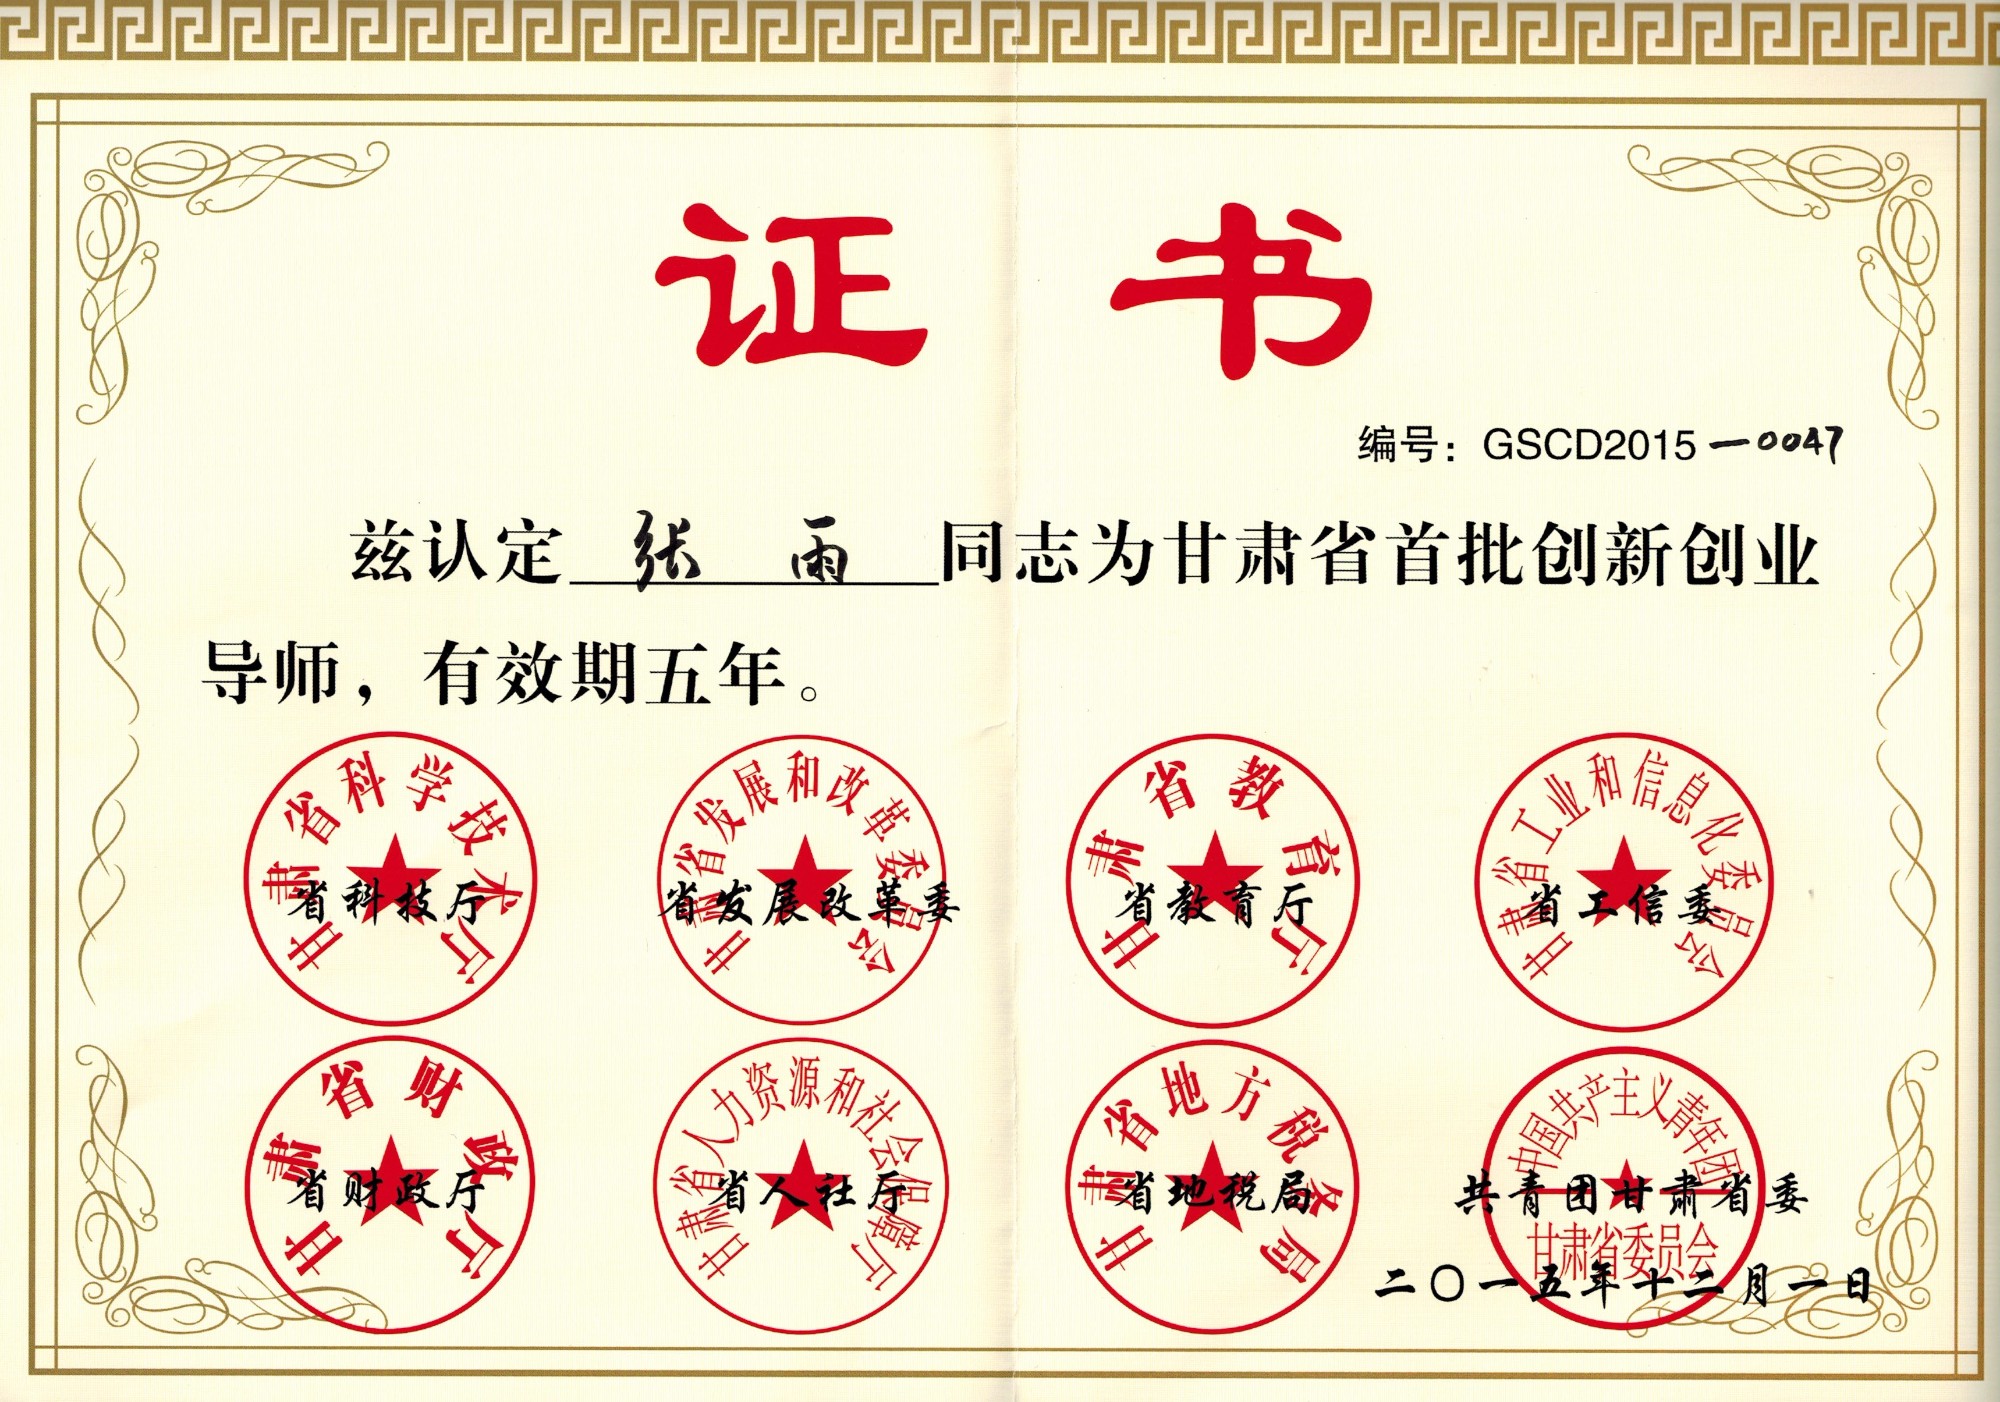 证书
编号：GSCD2015-0047
兹认定 张雨 同志为甘肃省首批创新创业
导师，有效期五年。
甘肃省科学技术厅
省科技厅
甘肃省发展和改革委员会
省发展改革委
甘肃省教育厅
省教育厅
甘肃省工业和信息化委员会
省工信委
甘肃省财政厅
省财政厅
甘肃省人力资源和社会保障厅
省人社厅
甘肃省地方税务局
省地税局
中国共产主义青年团
共青团甘肃省委
甘肃省委员会
二〇一五年十二月一日